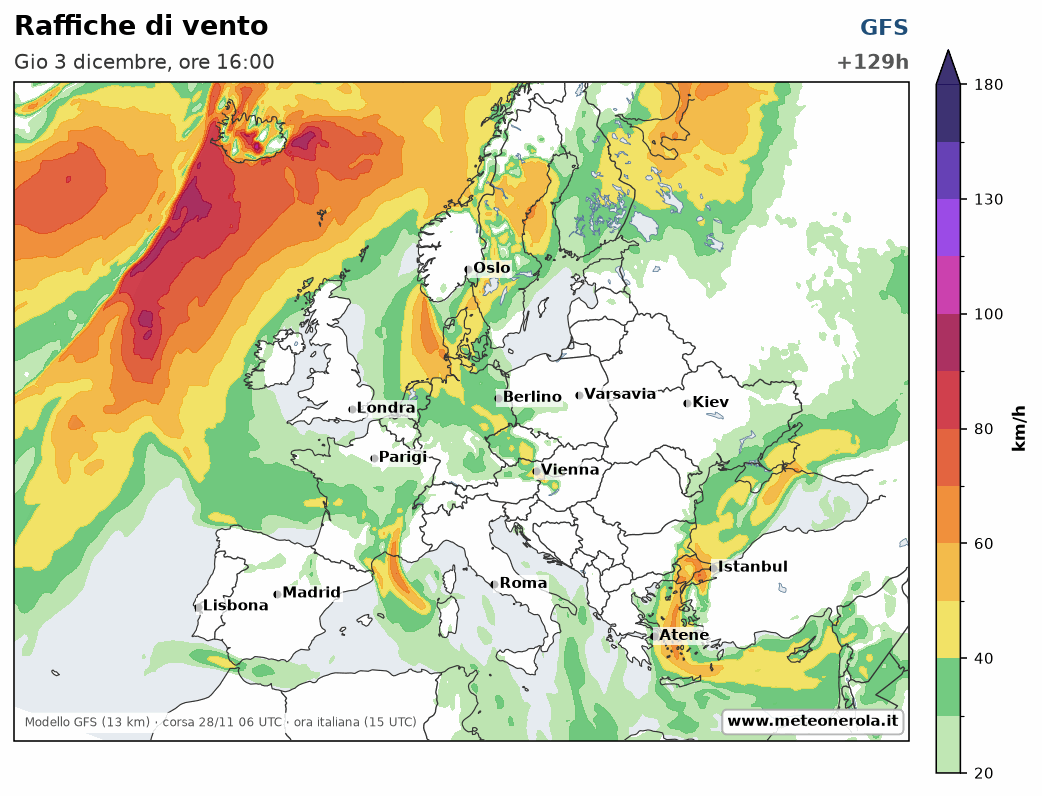 Raffiche di vento
GFS
Gio 3 dicembre, ore 16:00
+129h
180
130
100
80
60
40
20
km/h
Oslo
Londra
Berlino
Varsavia
Kiev
Parigi
Vienna
Istanbul
Roma
Madrid
Lisbona
Atene
Modello GFS (13 km) · corsa 28/11 06 UTC · ora italiana (15 UTC)
www.meteonerola.it